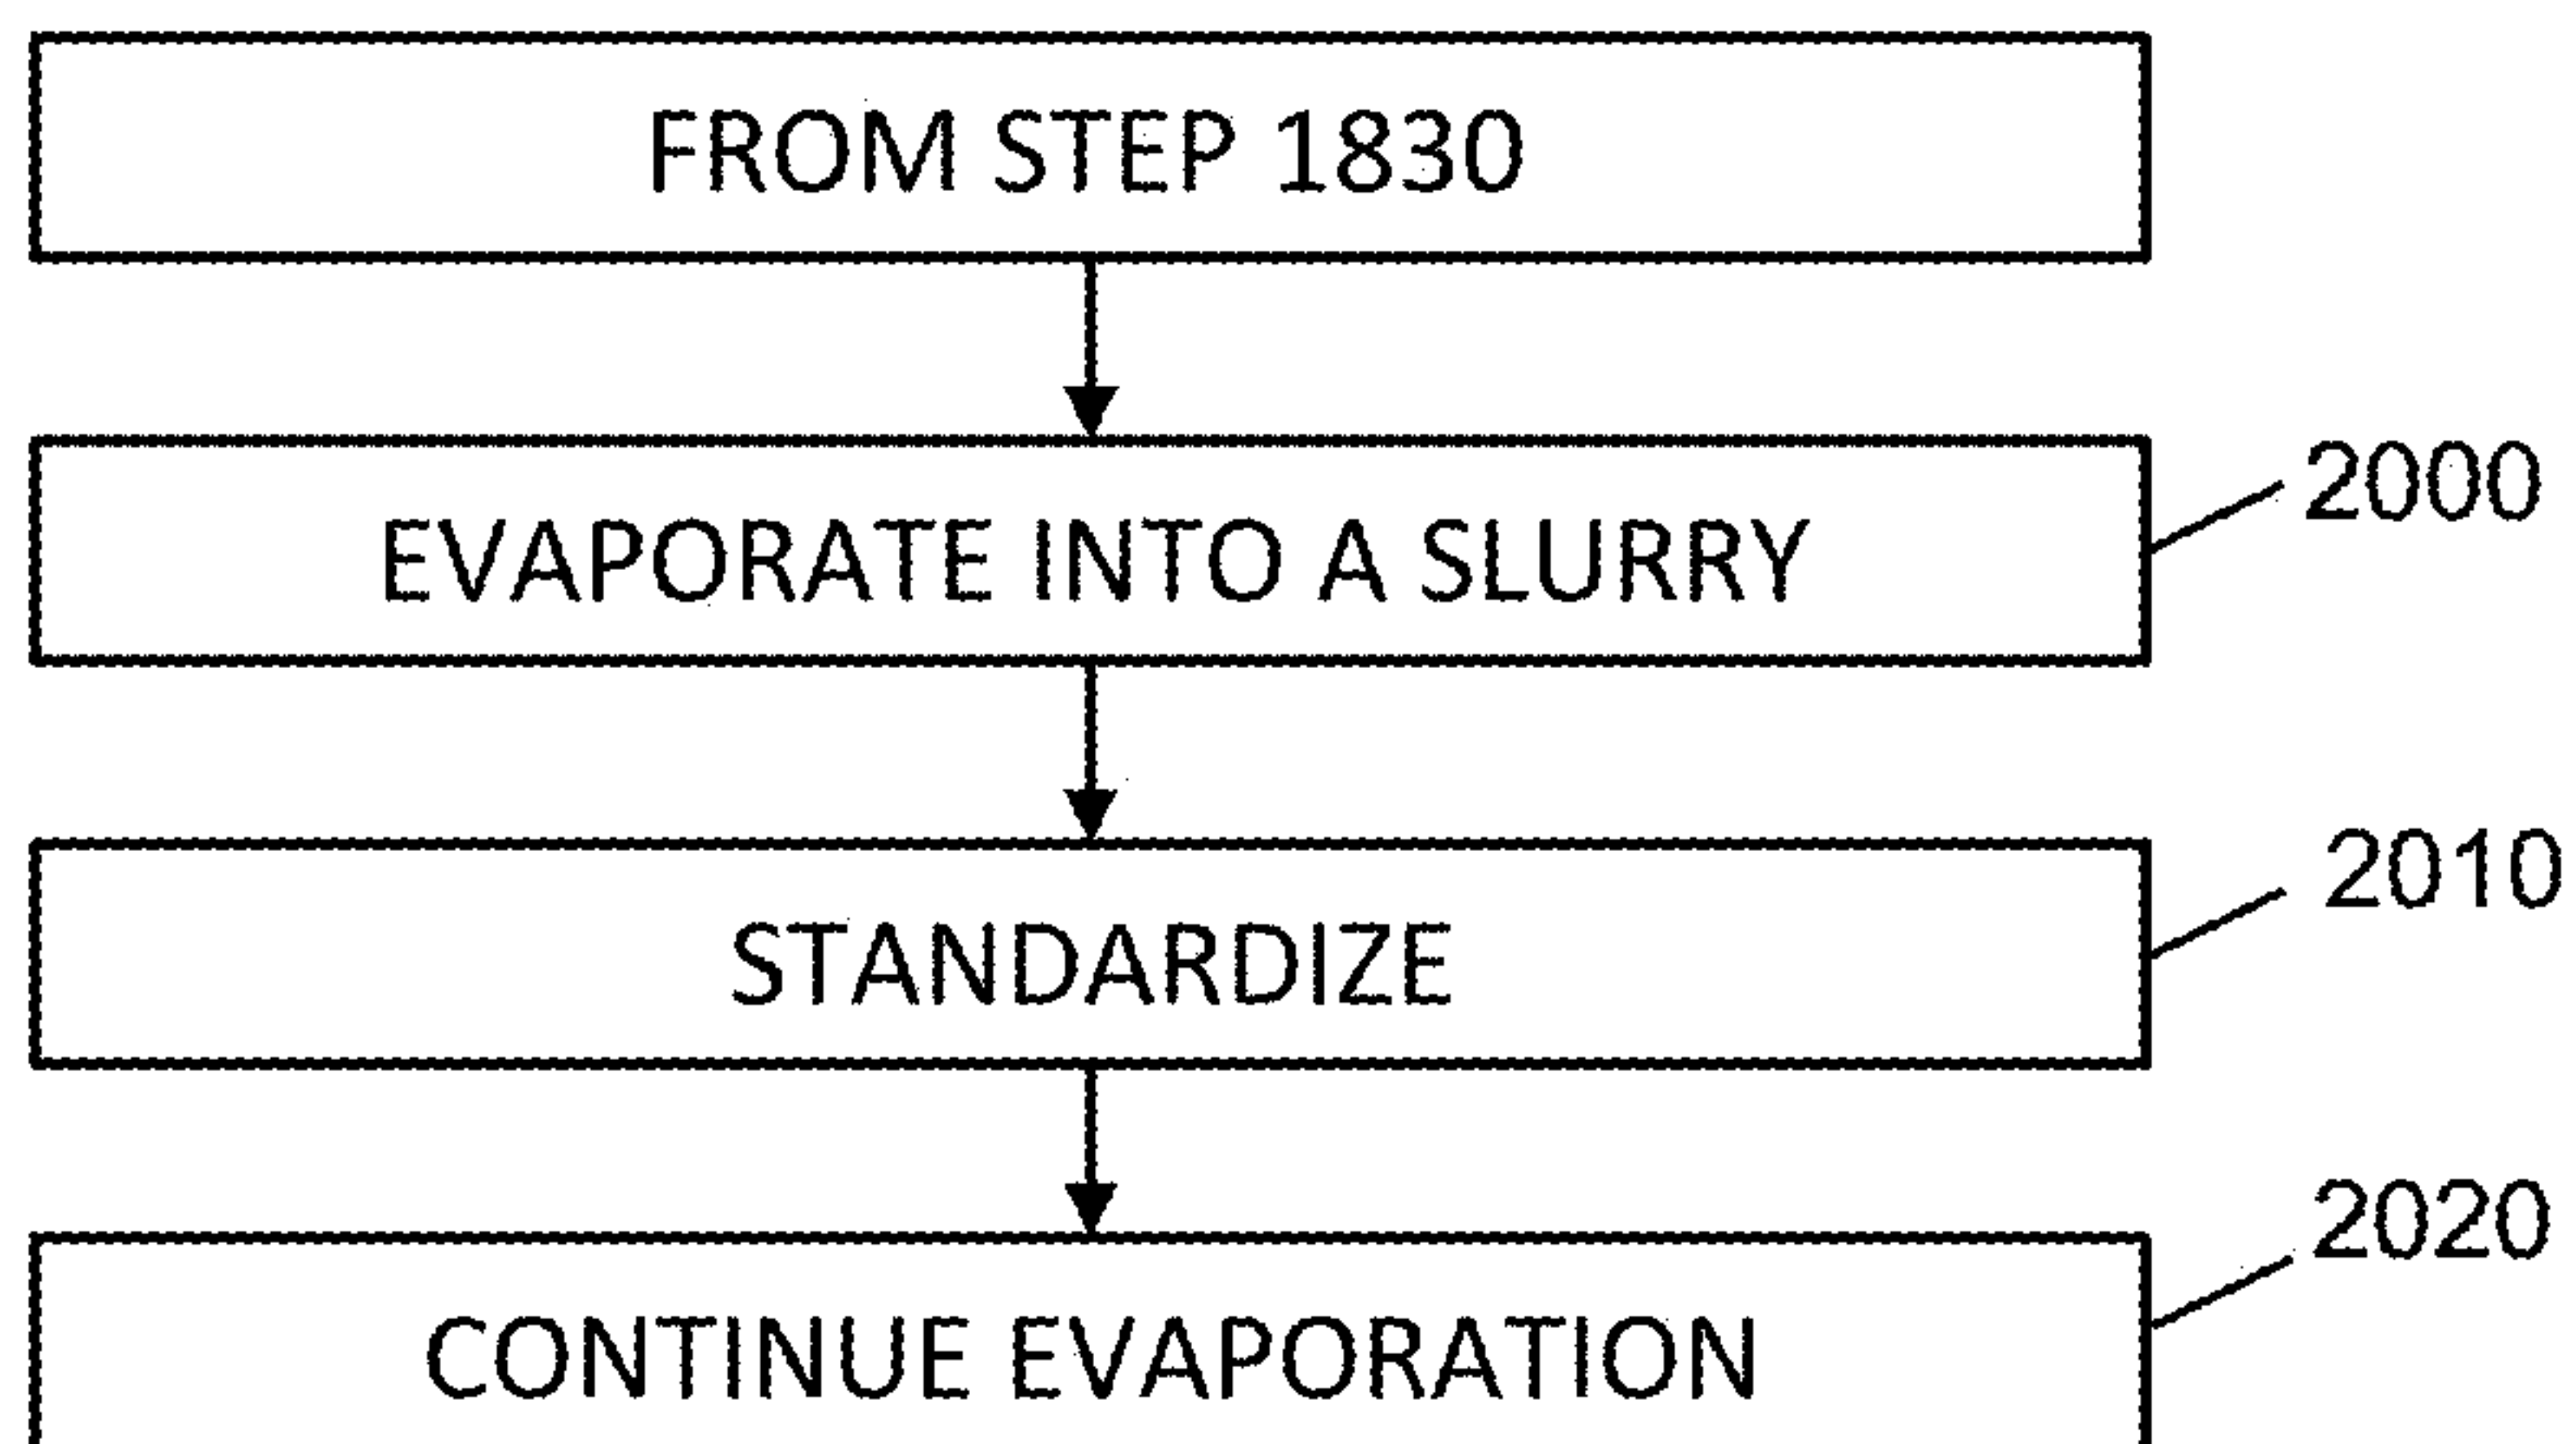 FROM STEP 1830
EVAPORATE INTO A SLURRY
2000
STANDARDIZE
2010
CONTINUE EVAPORATION
2020